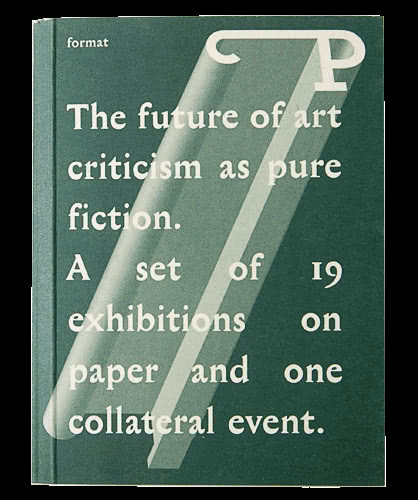 format
P
The future of art
criticism as pure
fiction.
A set of 19
exhibitions on
paper and one
collateral event.